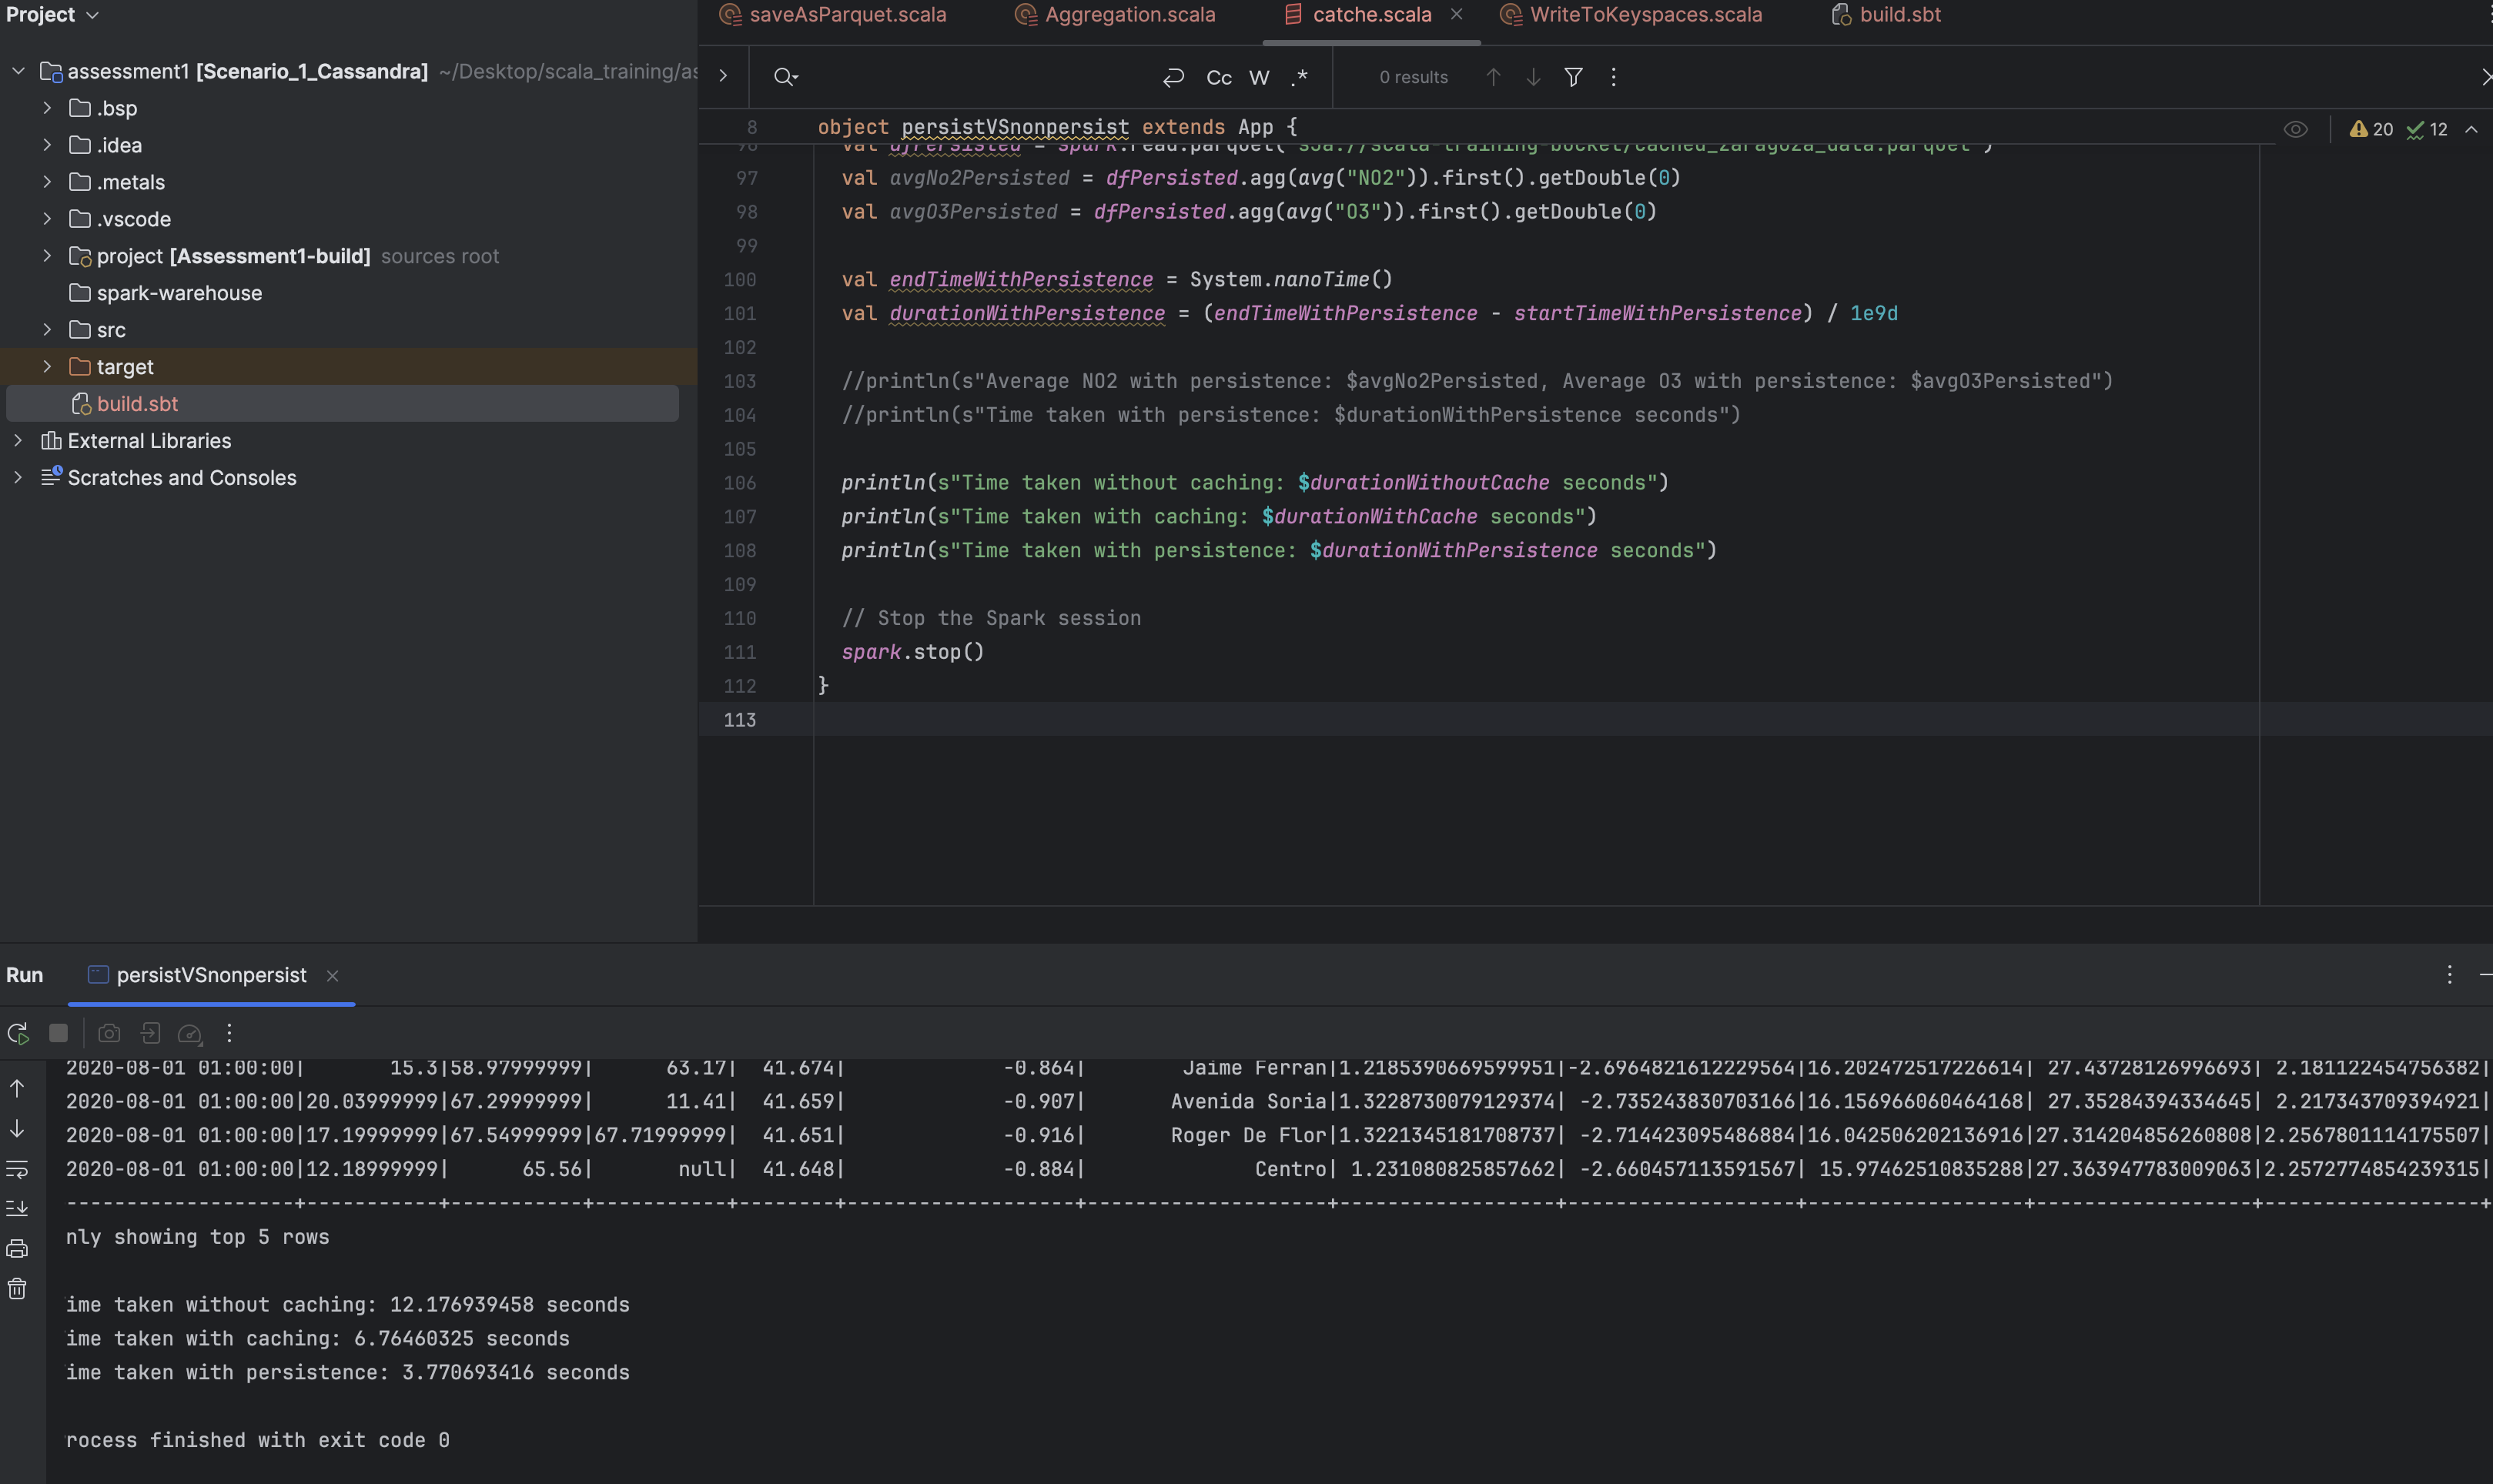 Project
saveAsParquet.scala Aggregation.scala catche.scala WriteToKeyspaces.scala build.sbt
assessment1 [Scenario_1_Cassandra] ~/Desktop/scala_training/as
.bsp
.idea
.metals
.vscode
project [Assessment1-build] sources root
spark-warehouse
src
target
build.sbt
External Libraries
Scratches and Consoles
Cc W .* 0 results
20 12
8 object persistVSnonpersist extends App {
96 val dfPersisted = spark.read.parquet("s3a://scala-training-bocket/cached_zaragoza_data.parquet")
97 val avgNo2Persisted = dfPersisted.agg(avg("NO2")).first().getDouble(0)
98 val avgO3Persisted = dfPersisted.agg(avg("O3")).first().getDouble(0)
99
100 val endTimeWithPersistence = System.nanoTime()
101 val durationWithPersistence = (endTimeWithPersistence - startTimeWithPersistence) / 1e9d
102
103 //println(s"Average NO2 with persistence: $avgNo2Persisted, Average O3 with persistence: $avgO3Persisted")
104 //println(s"Time taken with persistence: $durationWithPersistence seconds")
105
106 println(s"Time taken without caching: $durationWithoutCache seconds")
107 println(s"Time taken with caching: $durationWithCache seconds")
108 println(s"Time taken with persistence: $durationWithPersistence seconds")
109
110 // Stop the Spark session
111 spark.stop()
112 }
113
Run persistVSnonpersist
2020-08-01 01:00:00| 15.3|58.97999999| 63.17| 41.674| -0.864| Jaime Ferran|1.2185390669599951|-2.6964821612229564|16.202472517226614| 27.43728126996693| 2.181122454756382|
2020-08-01 01:00:00|20.03999999|67.29999999| 11.41| 41.659| -0.907| Avenida Soria|1.3228730079129374| -2.735243830703166|16.156966060464168| 27.35284394334645| 2.217343709394921|
2020-08-01 01:00:00|17.19999999|67.54999999|67.71999999| 41.651| -0.916| Roger De Flor|1.3221345181708737| -2.714423095486884|16.042506202136916|27.314204856260808|2.2567801114175507|
2020-08-01 01:00:00|12.18999999| 65.56| null| 41.648| -0.884| Centro| 1.231080825857662| -2.660457113591567| 15.97462510835288|27.363947783009063|2.2572774854239315|
-------------------+-----------+-----------+-----------+--------+-------------------+--------------------+------------------+-------------------+------------------+------------------+------------------+
nly showing top 5 rows
ime taken without caching: 12.176939458 seconds
ime taken with caching: 6.76460325 seconds
ime taken with persistence: 3.770693416 seconds
rocess finished with exit code 0